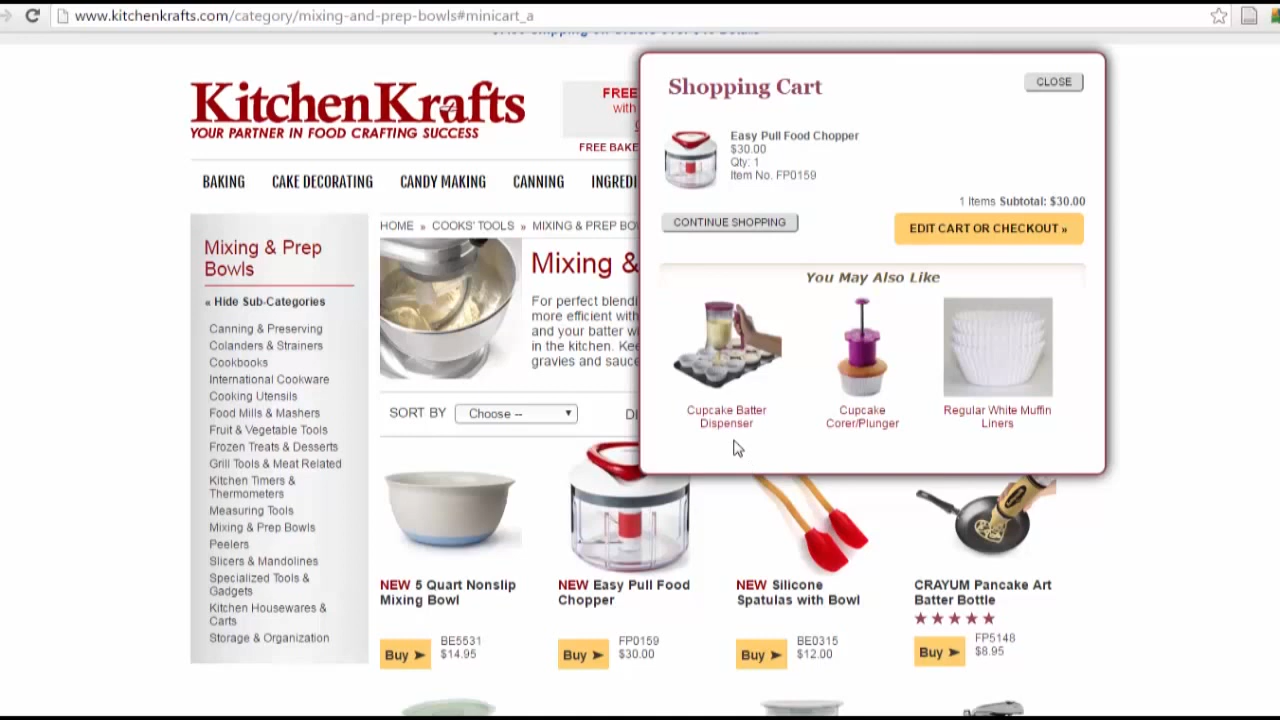 www.kitchenkrafts.com/category/mixing-and-prep-bowls#minicart_a
KitchenKrafts
YOUR PARTNER IN FOOD CRAFTING SUCCESS
FREE
with
FREE BAKE
BAKING CAKE DECORATING CANDY MAKING CANNING INGREDI
Mixing & Prep
Bowls
« Hide Sub-Categories
Canning & Preserving
Colanders & Strainers
Cookbooks
International Cookware
Cooking Utensils
Food Mills & Mashers
Fruit & Vegetable Tools
Frozen Treats & Desserts
Grill Tools & Meat Related
Kitchen Timers &
Thermometers
Measuring Tools
Mixing & Prep Bowls
Peelers
Slicers & Mandolines
Specialized Tools &
Gadgets
Kitchen Housewares &
Carts
Storage & Organization
HOME » COOKS' TOOLS » MIXING & PREP BO
Mixing &
For perfect blendi
more efficient with
and your batter w
in the kitchen. Kee
gravies and sauce
SORT BY Choose -- DI
Shopping Cart
CLOSE
Easy Pull Food Chopper
$30.00
Qty: 1
Item No. FP0159
1 Items Subtotal: $30.00
CONTINUE SHOPPING
EDIT CART OR CHECKOUT »
You May Also Like
Cupcake Batter
Dispenser
Cupcake
Corer/Plunger
Regular White Muffin
Liners
NEW 5 Quart Nonslip
Mixing Bowl
Buy
BE5531
$14.95
NEW Easy Pull Food
Chopper
Buy
FP0159
$30.00
NEW Silicone
Spatulas with Bowl
Buy
BE0315
$12.00
CRAYUM Pancake Art
Batter Bottle
Buy
FP5148
$8.95